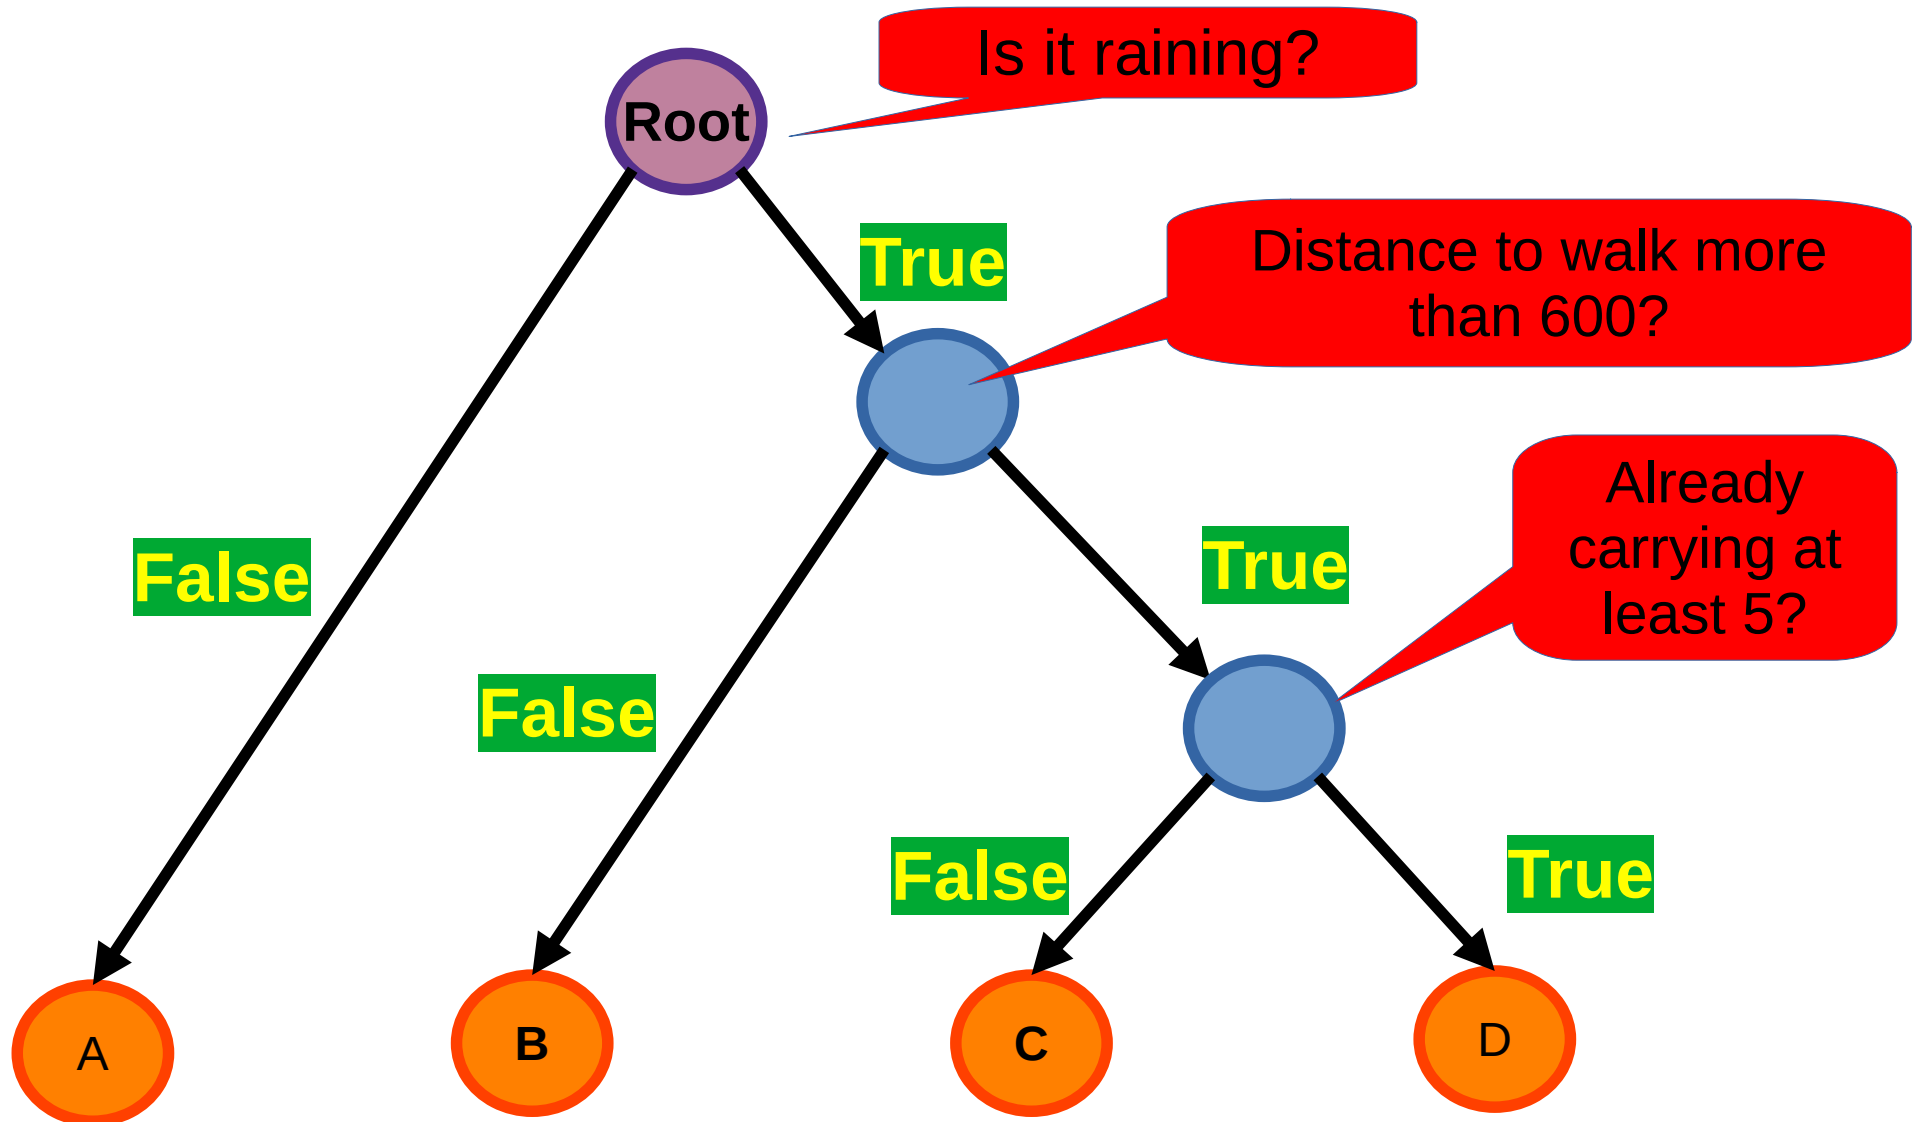 Is it raining?
Root
True
Distance to walk more
than 600?
Already
carrying at
least 5?
True
False
False
False
True
A
B
C
D